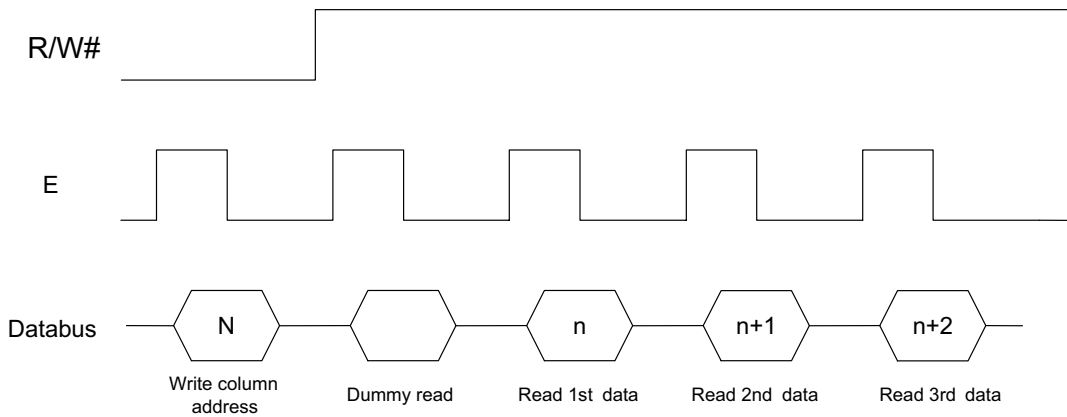 R/W#
E
Databus
N
n
n+1
n+2
Write column
address
Dummy read
Read 1st data
Read 2nd data
Read 3rd data